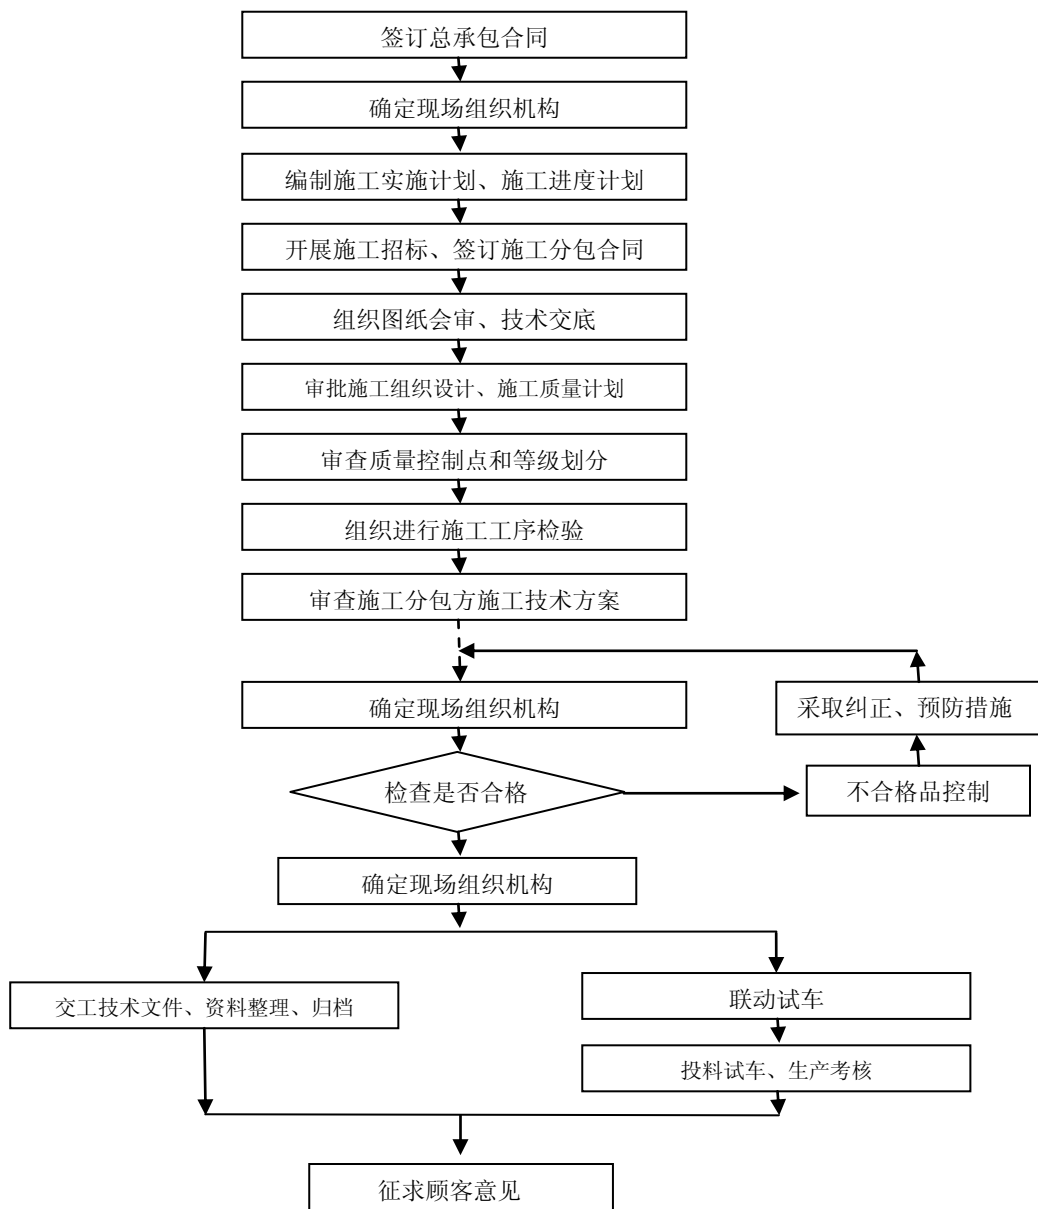 签订总承包合同
确定现场组织机构
编制施工实施计划、施工进度计划
开展施工招标、签订施工分包合同
组织图纸会审、技术交底
审批施工组织设计、施工质量计划
审查质量控制点和等级划分
组织进行施工工序检验
审查施工分包方施工技术方案
确定现场组织机构
采取纠正、预防措施
检查是否合格
不合格品控制
确定现场组织机构
交工技术文件、资料整理、归档
联动试车
投料试车、生产考核
征求顾客意见